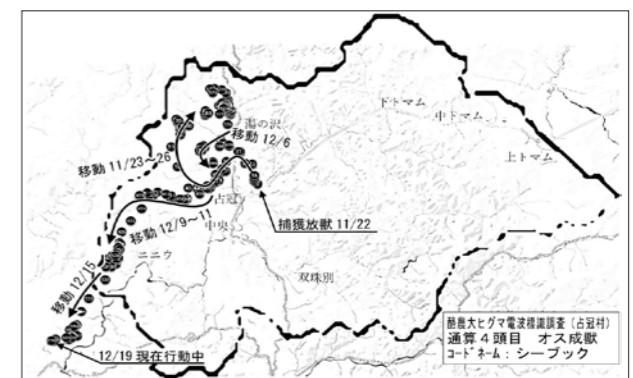 湯の沢
移動 12/6
移動 11/23~26
下トマム
中トマム
上トマム
占冠
捕獲放獣 11/22
移動 12/9~11
中央
ニニウ
双珠別
移動 12/15
酪農大ヒグマ電波標識調査(占冠村)
通算4頭目 オス成獣
コードネーム：シーブック
12/19 現在行動中